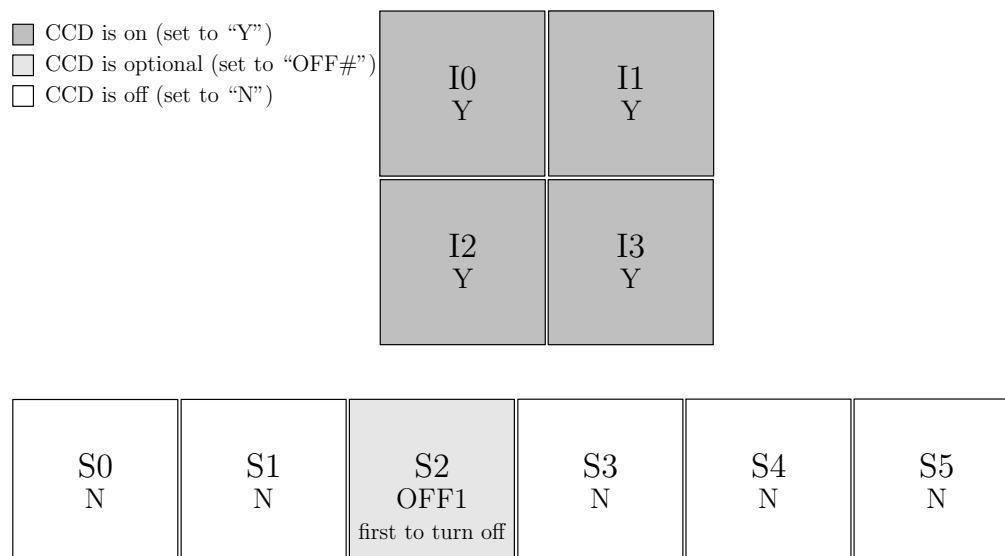 CCD is on (set to “Y”)
CCD is optional (set to “OFF#”)
CCD is off (set to “N”)
I0
Y
I1
Y
I2
Y
I3
Y
S0
N
S1
N
S2
OFF1
first to turn off
S3
N
S4
N
S5
N